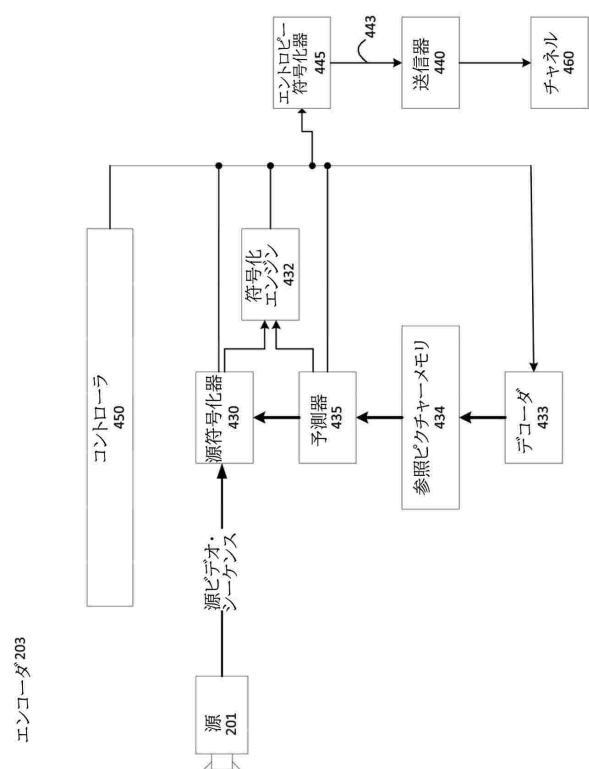 エンコーダ 203
コントローラ
450
源
201
源ビデオ・
シーケンス
源符号化器
430
符号化
エンジン
432
エントロピー
符号化器
445
443
予測器
435
送信器
440
参照ピクチャーメモリ
434
デコーダ
433
チャネル
460